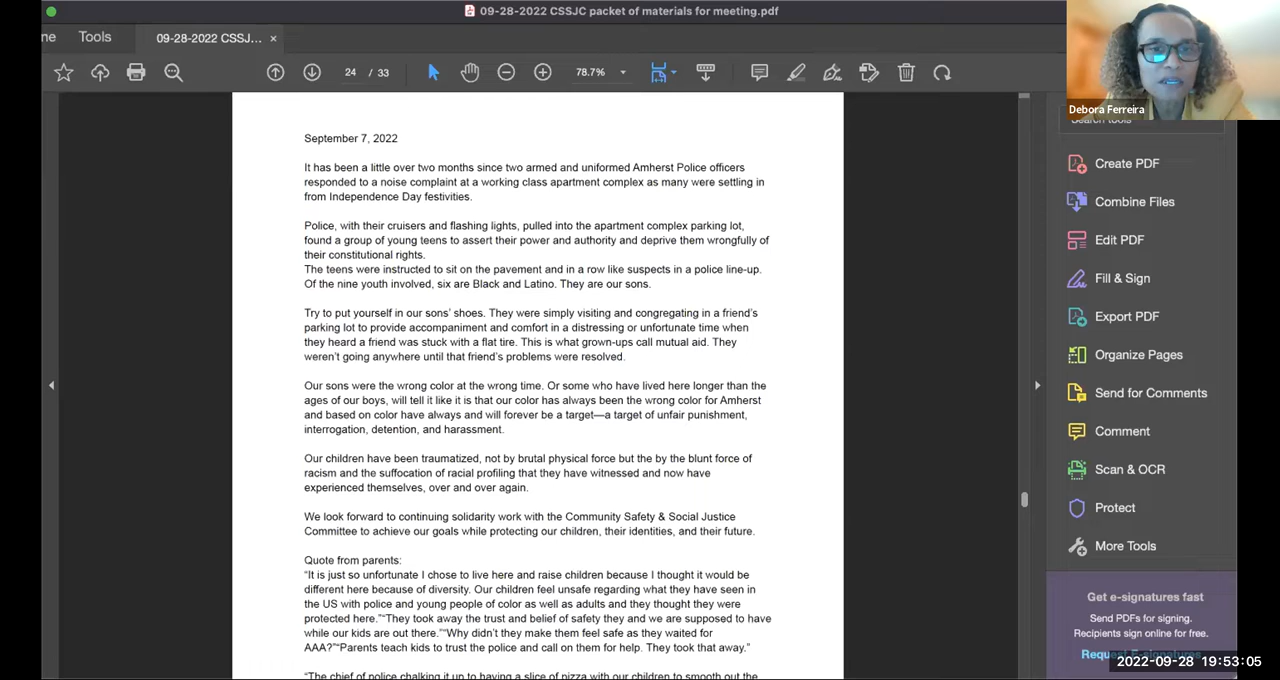 09-28-2022 CSSJC packet of materials for meeting.pdf
ne
Tools
09-28-2022 CSSJ... ×
24 / 33
78.7%
Debora Ferreira
Search tools
September 7, 2022
It has been a little over two months since two armed and uniformed Amherst Police officers
responded to a noise complaint at a working class apartment complex as many were settling in
from Independence Day festivities.
Police, with their cruisers and flashing lights, pulled into the apartment complex parking lot,
found a group of young teens to assert their power and authority and deprive them wrongfully of
their constitutional rights.
The teens were instructed to sit on the pavement and in a row like suspects in a police line-up.
Of the nine youth involved, six are Black and Latino. They are our sons.
Try to put yourself in our sons' shoes. They were simply visiting and congregating in a friend's
parking lot to provide accompaniment and comfort in a distressing or unfortunate time when
they heard a friend was stuck with a flat tire. This is what grown-ups call mutual aid. They
weren't going anywhere until that friend's problems were resolved.
Our sons were the wrong color at the wrong time. Or some who have lived here longer than the
ages of our boys, will tell it like it is that our color has always been the wrong color for Amherst
and based on color have always and will forever be a target—a target of unfair punishment,
interrogation, detention, and harassment.
Our children have been traumatized, not by brutal physical force but the by the blunt force of
racism and the suffocation of racial profiling that they have witnessed and now have
experienced themselves, over and over again.
We look forward to continuing solidarity work with the Community Safety & Social Justice
Committee to achieve our goals while protecting our children, their identities, and their future.
Quote from parents:
“It is just so unfortunate I chose to live here and raise children because I thought it would be
different here because of diversity. Our children feel unsafe regarding what they have seen in
the US with police and young people of color as well as adults and they thought they were
protected here.”“They took away the trust and belief of safety they and we are supposed to have
while our kids are out there.”“Why didn't they make them feel safe as they waited for
AAA?”“Parents teach kids to trust the police and call on them for help. They took that away.”
“The chief of police chalking it up to having a slice of pizza with our children to smooth out the
Create PDF
Combine Files
Edit PDF
Fill & Sign
Export PDF
Organize Pages
Send for Comments
Comment
Scan & OCR
Protect
More Tools
Get e-signatures fast
Send PDFs for signing.
Recipients sign online for free.
Request E-signatures
2022-09-28 19:53:05